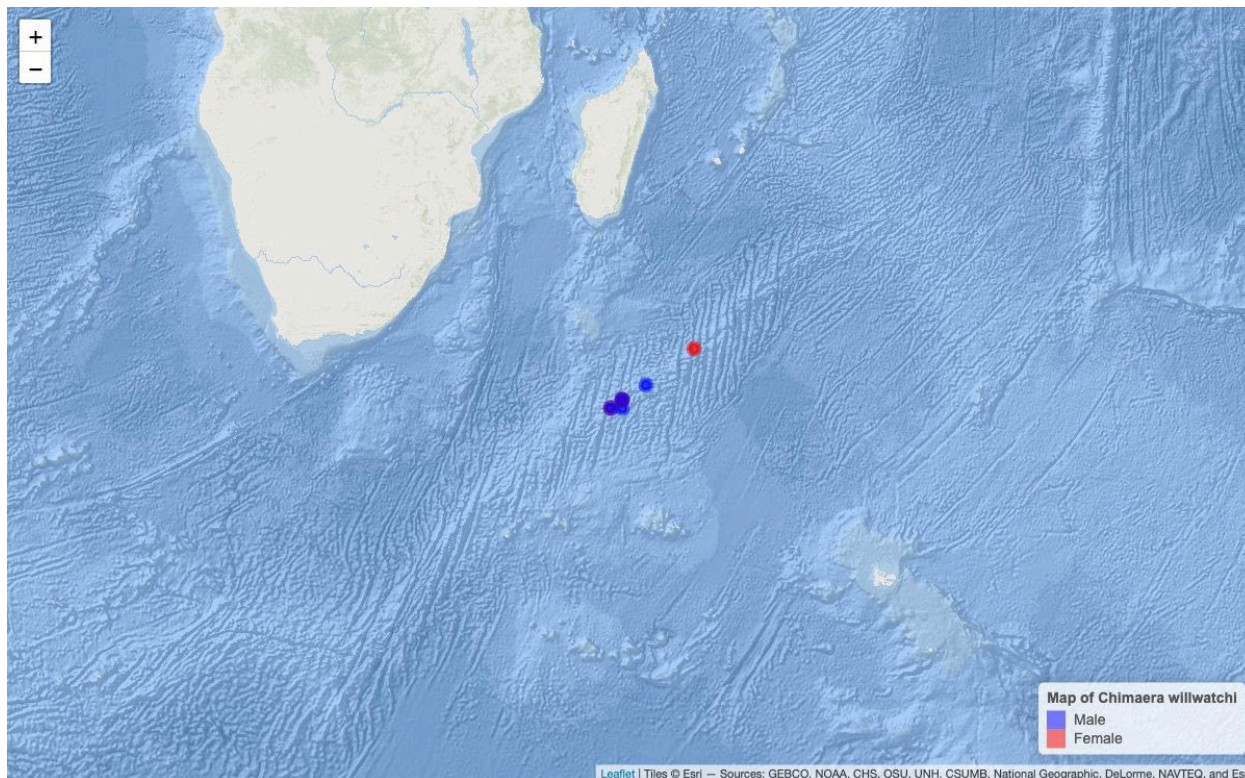 +
−
Map of Chimaera willwatchi
Male
Female
Leaflet | Tiles © Esri — Sources: GEBCO, NOAA, CHS, OSU, UNH, CSUMB, National Geographic, DeLorme, NAVTEQ, and